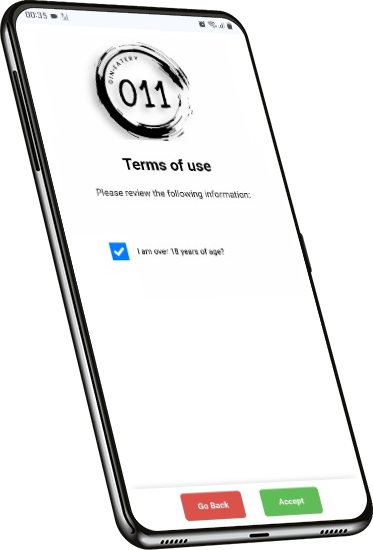 00:35
GIN·EATERY
011
Terms of use
Please review the following information:
I am over 18 years of age?
Go Back
Accept